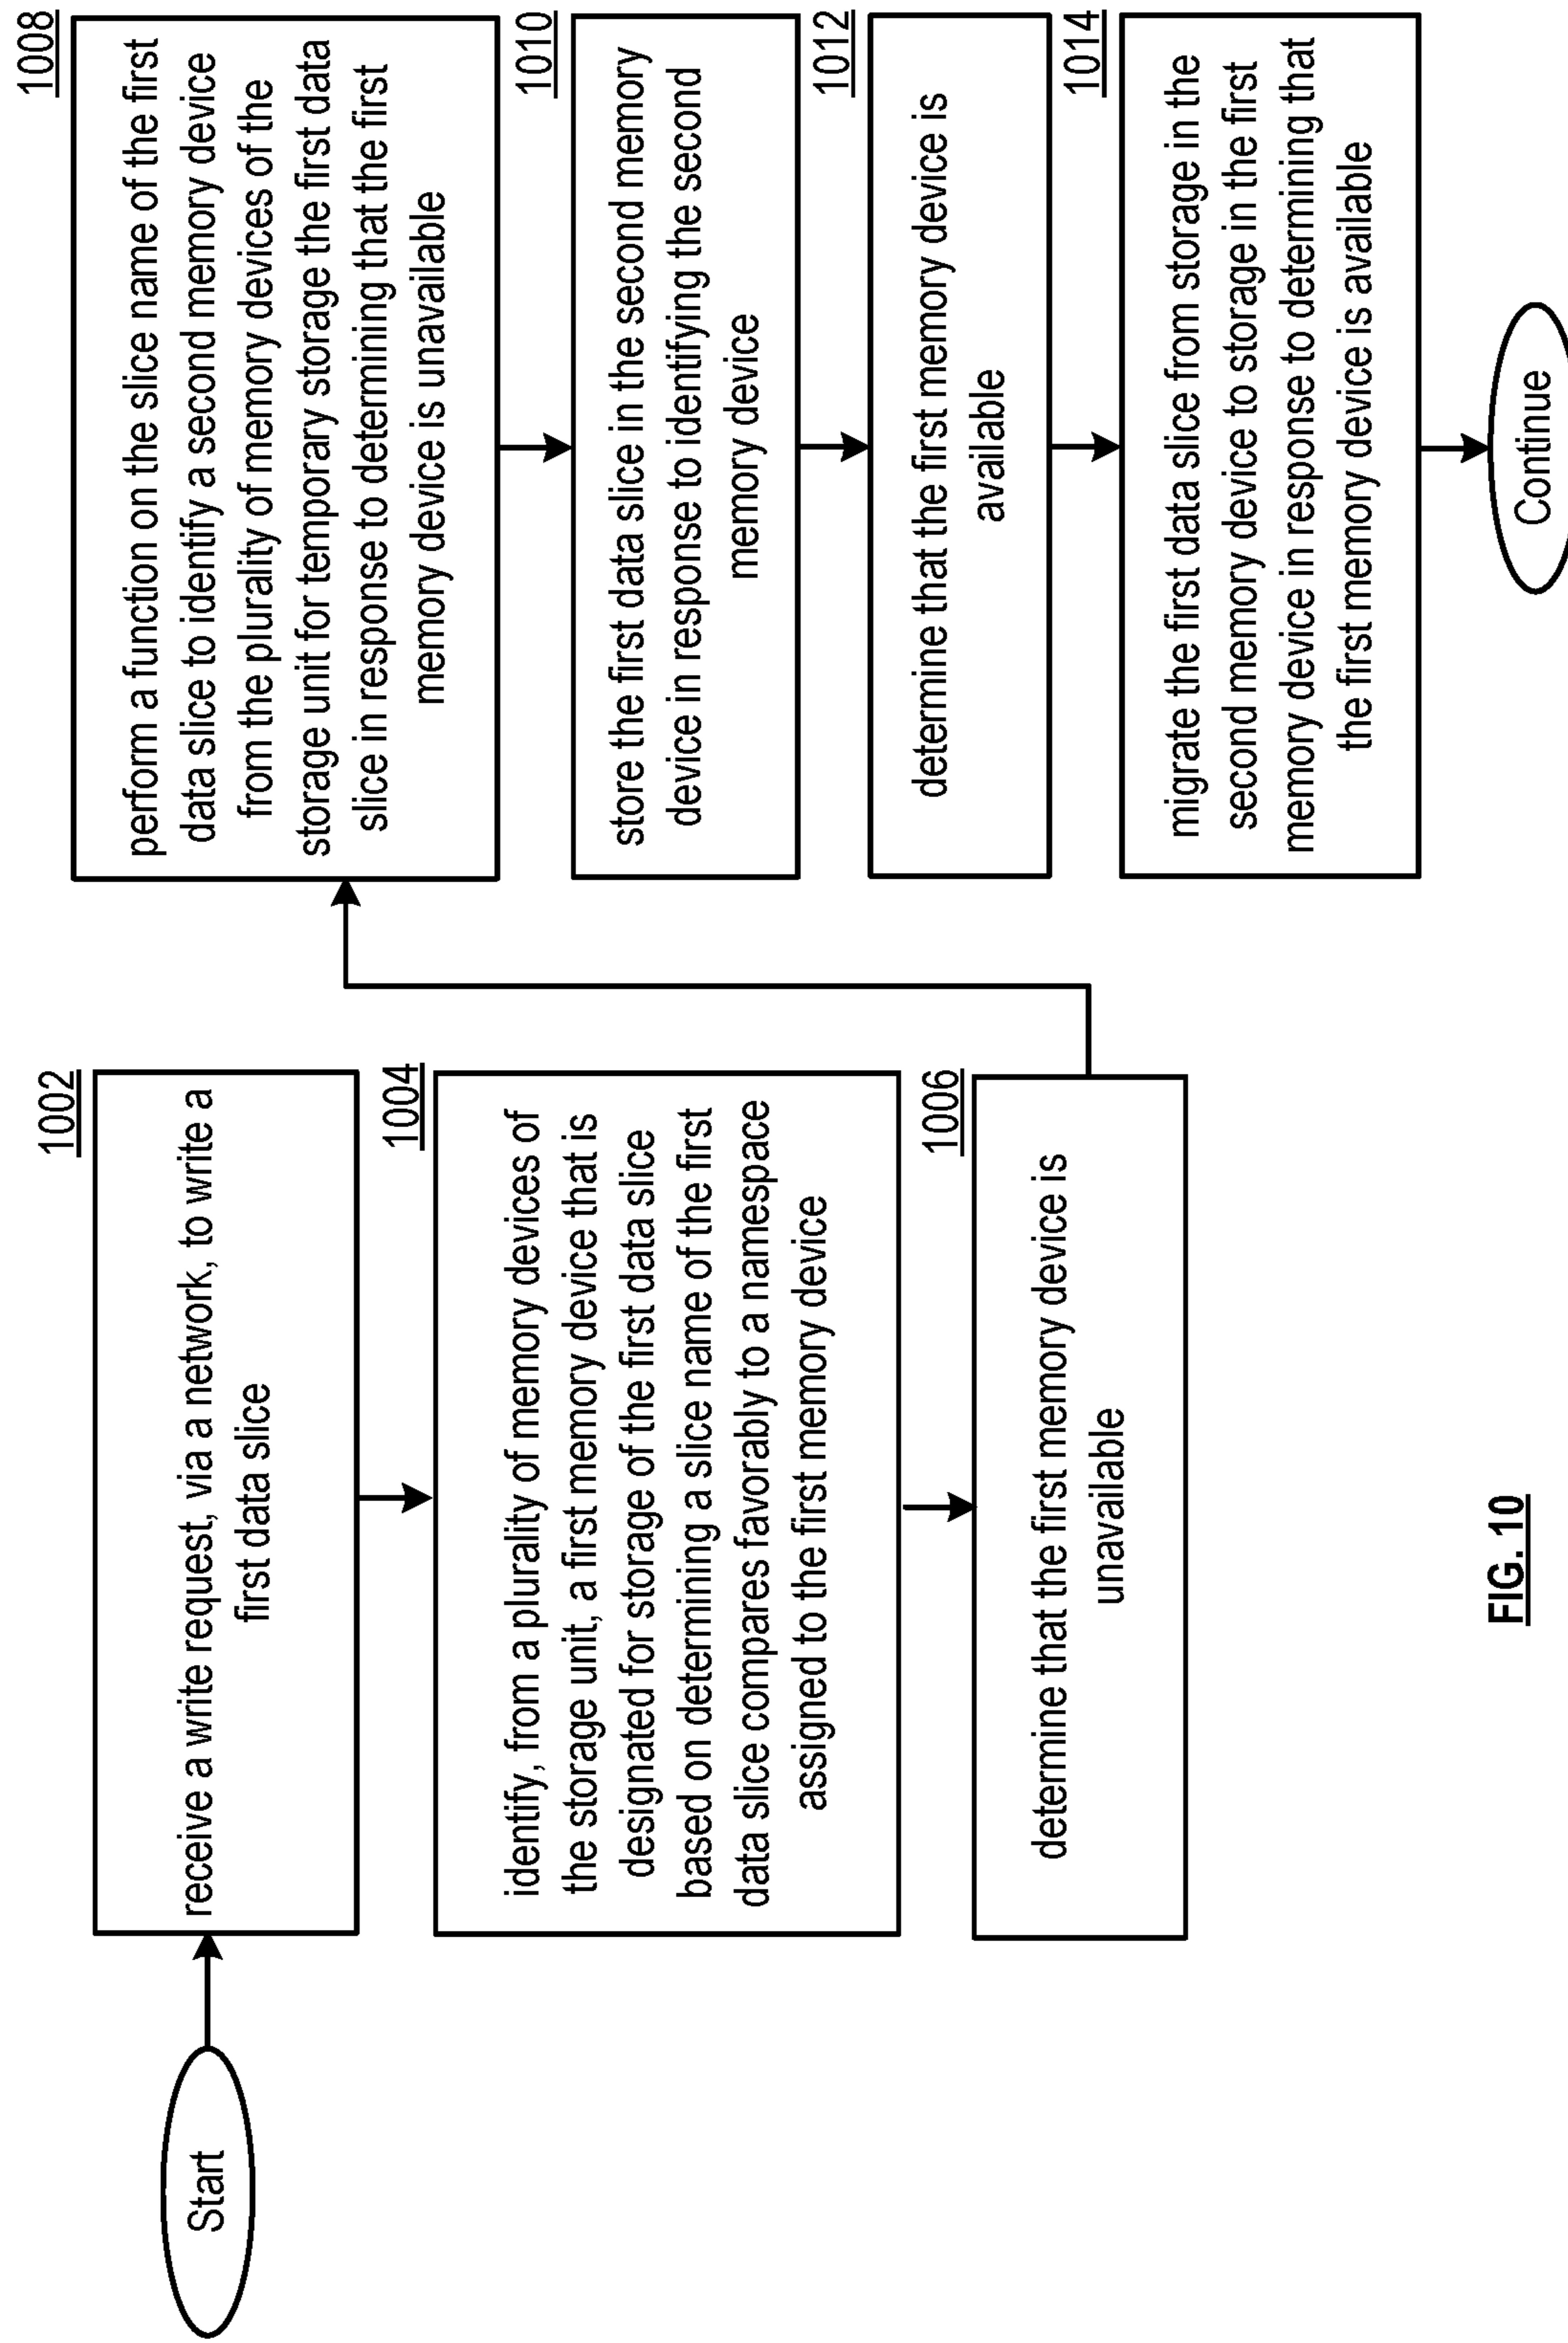 Start
1002
receive a write request, via a network, to write a
first data slice
1004
identify, from a plurality of memory devices of
the storage unit, a first memory device that is
designated for storage of the first data slice
based on determining a slice name of the first
data slice compares favorably to a namespace
assigned to the first memory device
1006
determine that the first memory device is
unavailable
1008
perform a function on the slice name of the first
data slice to identify a second memory device
from the plurality of memory devices of the
storage unit for temporary storage the first data
slice in response to determining that the first
memory device is unavailable
1010
store the first data slice in the second memory
device in response to identifying the second
memory device
1012
determine that the first memory device is
available
1014
migrate the first data slice from storage in the
second memory device to storage in the first
memory device in response to determining that
the first memory device is available
Continue
FIG. 10